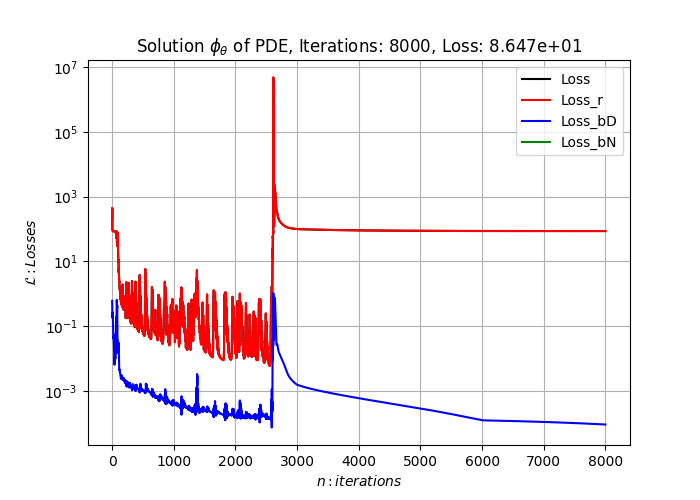 Solution ϕ_θ of PDE, Iterations: 8000, Loss: 8.647e+01
10^7
10^5
10^3
10^1
10^−1
10^−3
ℒ : Losses
Loss
Loss_r
Loss_bD
Loss_bN
0 1000 2000 3000 4000 5000 6000 7000 8000
n : iterations